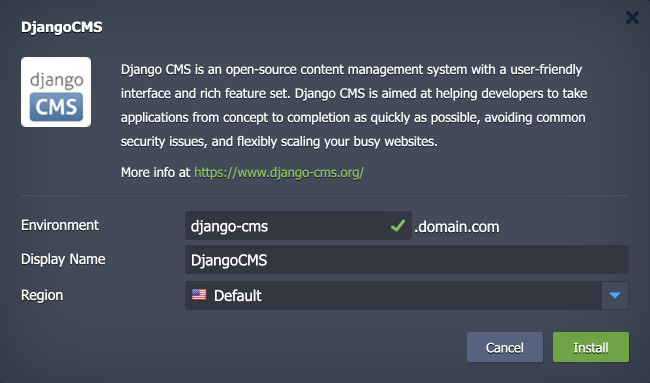 DjangoCMS
django
CMS
Django CMS is an open-source content management system with a user-friendly
interface and rich feature set. Django CMS is aimed at helping developers to take
applications from concept to completion as quickly as possible, avoiding common
security issues, and flexibly scaling your busy websites.
More info at https://www.django-cms.org/
Environment django-cms .domain.com
Display Name DjangoCMS
Region Default
Cancel Install